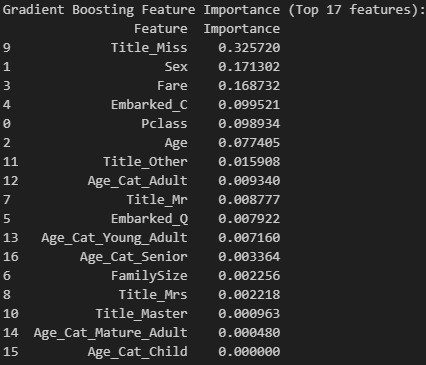 Gradient Boosting Feature Importance (Top 17 features):
Feature Importance
9 Title_Miss 0.325720
1 Sex 0.171302
3 Fare 0.168732
4 Embarked_C 0.099521
0 Pclass 0.098934
2 Age 0.077405
11 Title_Other 0.015908
12 Age_Cat_Adult 0.009340
7 Title_Mr 0.008777
5 Embarked_Q 0.007922
13 Age_Cat_Young_Adult 0.007160
16 Age_Cat_Senior 0.003364
6 FamilySize 0.002256
8 Title_Mrs 0.002218
10 Title_Master 0.000963
14 Age_Cat_Mature_Adult 0.000480
15 Age_Cat_Child 0.000000